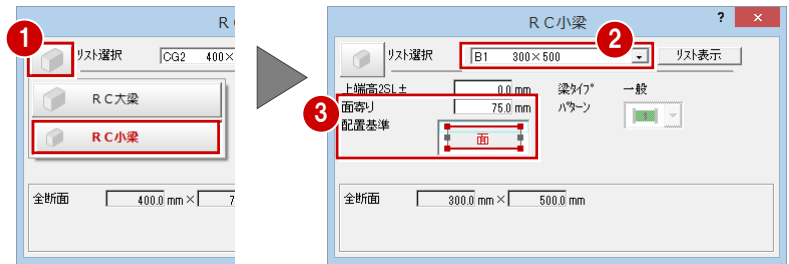 1
R C
リスト選択 CG2 400×
ＲＣ大梁
ＲＣ小梁
全断面 400.0 mm × 7
ＲＣ小梁 ? ×
2
リスト選択 B1 300×500 リスト表示
上端高2SL± 0.0 mm 梁ﾀｲﾌﾟ 一般
3
面寄り 75.0 mm ﾊﾟﾀｰﾝ
配置基準 面 1
全断面 300.0 mm × 500.0 mm